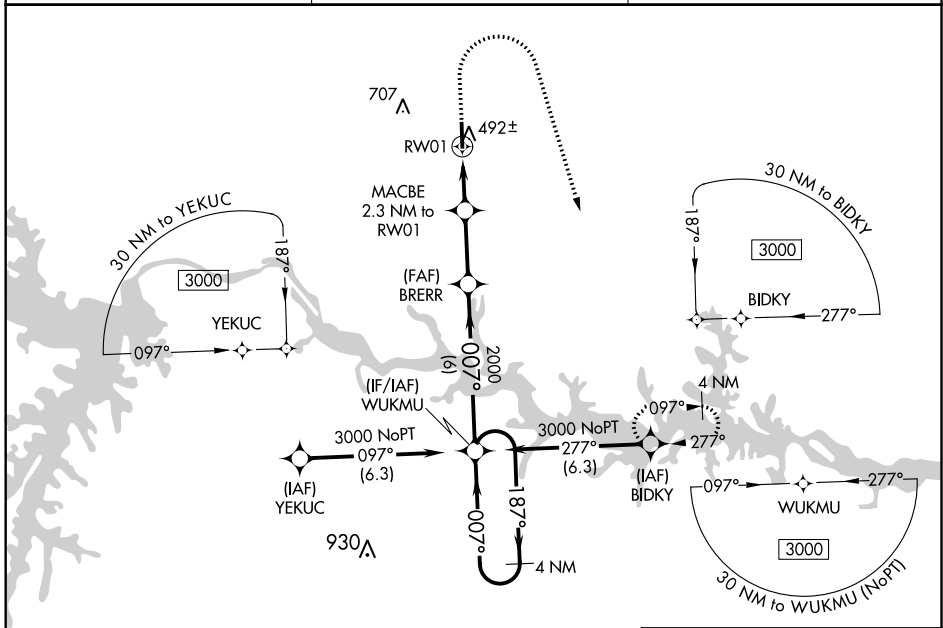 707
492±
RW01
MACBE
2.3 NM to
RW01
(FAF)
BRERR
30 NM to YEKUC
187°
3000
YEKUC
097°
30 NM to BIDKY
187°
3000
BIDKY
277°
2000
007°
(6)
(IF/IAF)
WUKMU
4 NM
097°
277°
3000 NoPT
097°
(6.3)
3000 NoPT
277°
(6.3)
(IAF)
YEKUC
(IAF)
BIDKY
187°
007°
4 NM
930
097°
277°
WUKMU
3000
30 NM to WUKMU (NoPT)